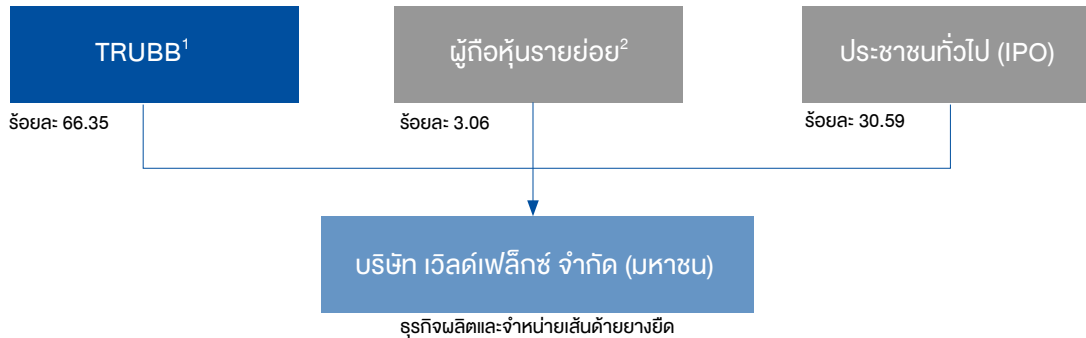 TRUBB¹
ผู้ถือหุ้นรายย่อย²
ประชาชนทั่วไป (IPO)
ร้อยละ 66.35
ร้อยละ 3.06
ร้อยละ 30.59
บริษัท เวิลด์เฟล็กซ์ จำกัด (มหาชน)
ธุรกิจผลิตและจำหน่ายเส้นด้ายยางยืด